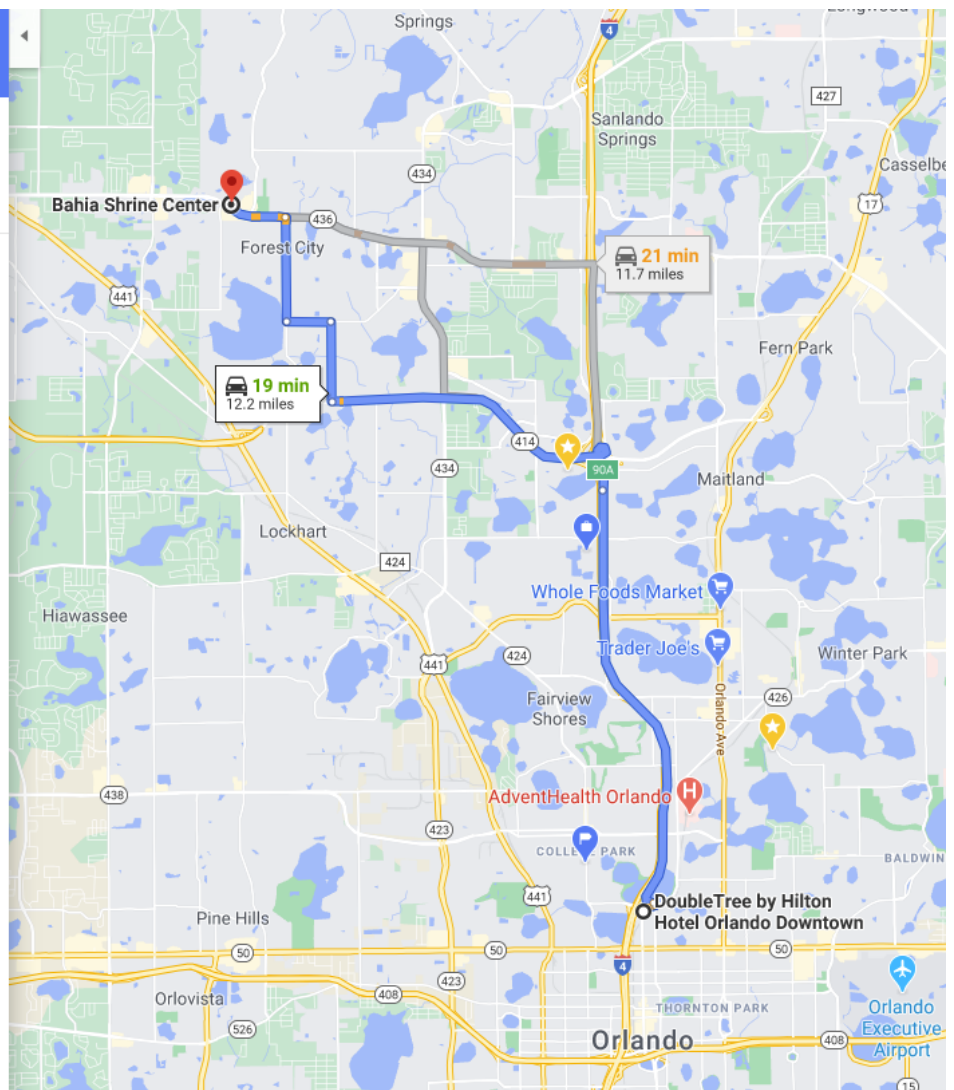 Springs
4
427
Sanlando
Springs
434
Casselbe
Bahia Shrine Center
17
436
Forest City
21 min
11.7 miles
441
Fern Park
19 min
12.2 miles
414
434
90A
Maitland
Lockhart
424
Whole Foods Market
Hiawassee
Trader Joe's
424
Winter Park
441
Orlando Ave
426
Fairview
Shores
438
AdventHealth Orlando
423
COLLE E PARK
BALDWIN
441
DoubleTree by Hilton
Hotel Orlando Downtown
Pine Hills
50
50
50
4
423
Orlovista
408
THORNTON PARK
Orlando
Executive
Airport
526
Orlando
408
15